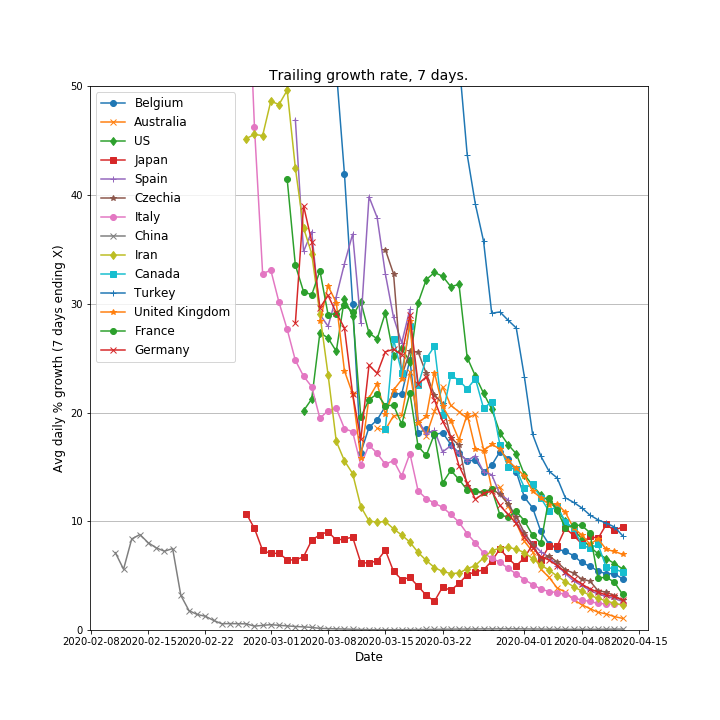 Trailing growth rate, 7 days.
50
40
30
20
10
0
Avg daily % growth (7 days ending X)
Belgium
Australia
US
Japan
Spain
Czechia
Italy
China
Iran
Canada
Turkey
United Kingdom
France
Germany
2020-02-08 2020-02-15 2020-02-22 2020-03-01 2020-03-08 2020-03-15 2020-03-22 2020-04-01 2020-04-08 2020-04-15
Date